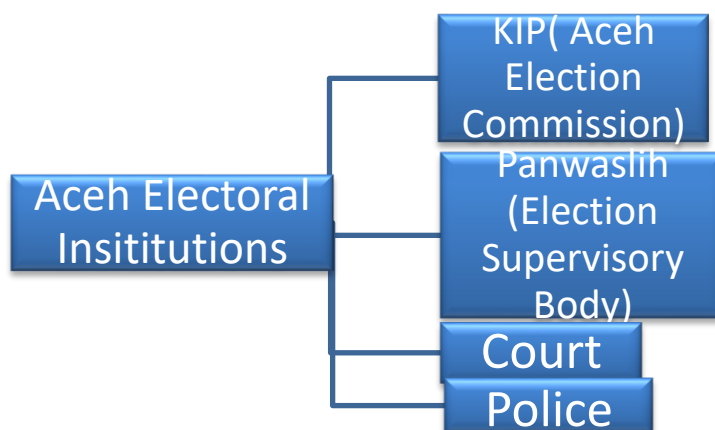 Aceh Electoral
Insititutions
KIP( Aceh
Election
Commission)
Panwaslih
(Election
Supervisory
Body)
Court
Police